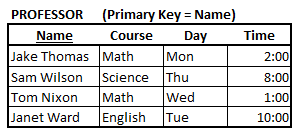 PROFESSOR (Primary Key = Name)
Name Course Day Time
Jake Thomas Math Mon 2:00
Sam Wilson Science Thu 8:00
Tom Nixon Math Wed 1:00
Janet Ward English Tue 10:00